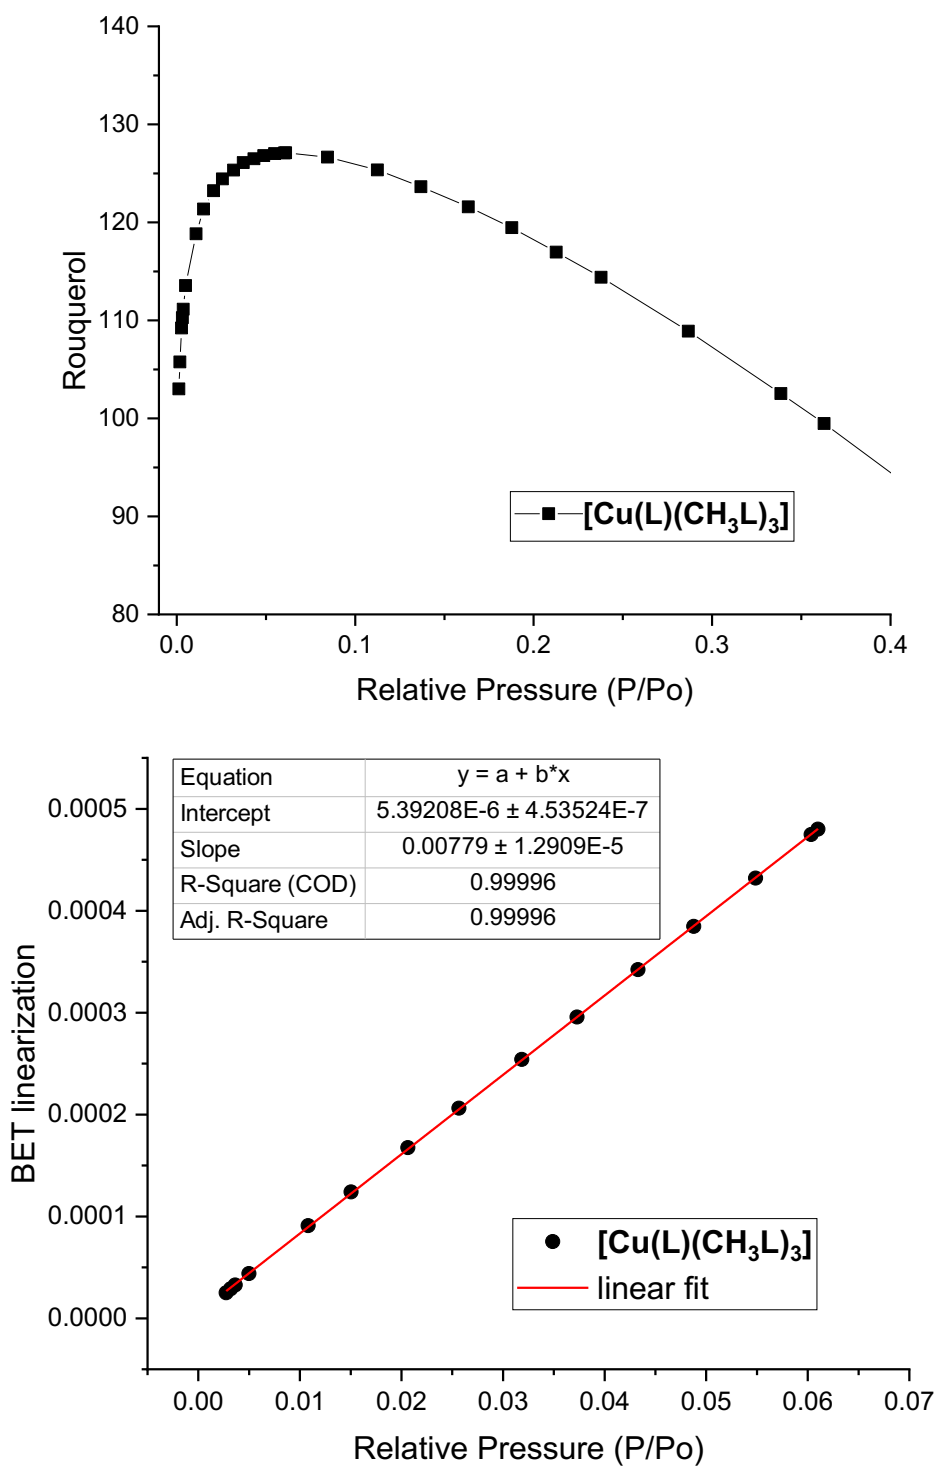 140
130
120
110
100
90
80
Rouquerol
[Cu(L)(CH₃L)₃]
0.0 0.1 0.2 0.3 0.4
Relative Pressure (P/Po)
Equation y = a + b*x
Intercept 5.39208E-6 ± 4.53524E-7
Slope 0.00779 ± 1.2909E-5
R-Square (COD) 0.99996
Adj. R-Square 0.99996
0.0005
0.0004
0.0003
0.0002
0.0001
0.0000
BET linearization
[Cu(L)(CH₃L)₃]
linear fit
0.00 0.01 0.02 0.03 0.04 0.05 0.06 0.07
Relative Pressure (P/Po)